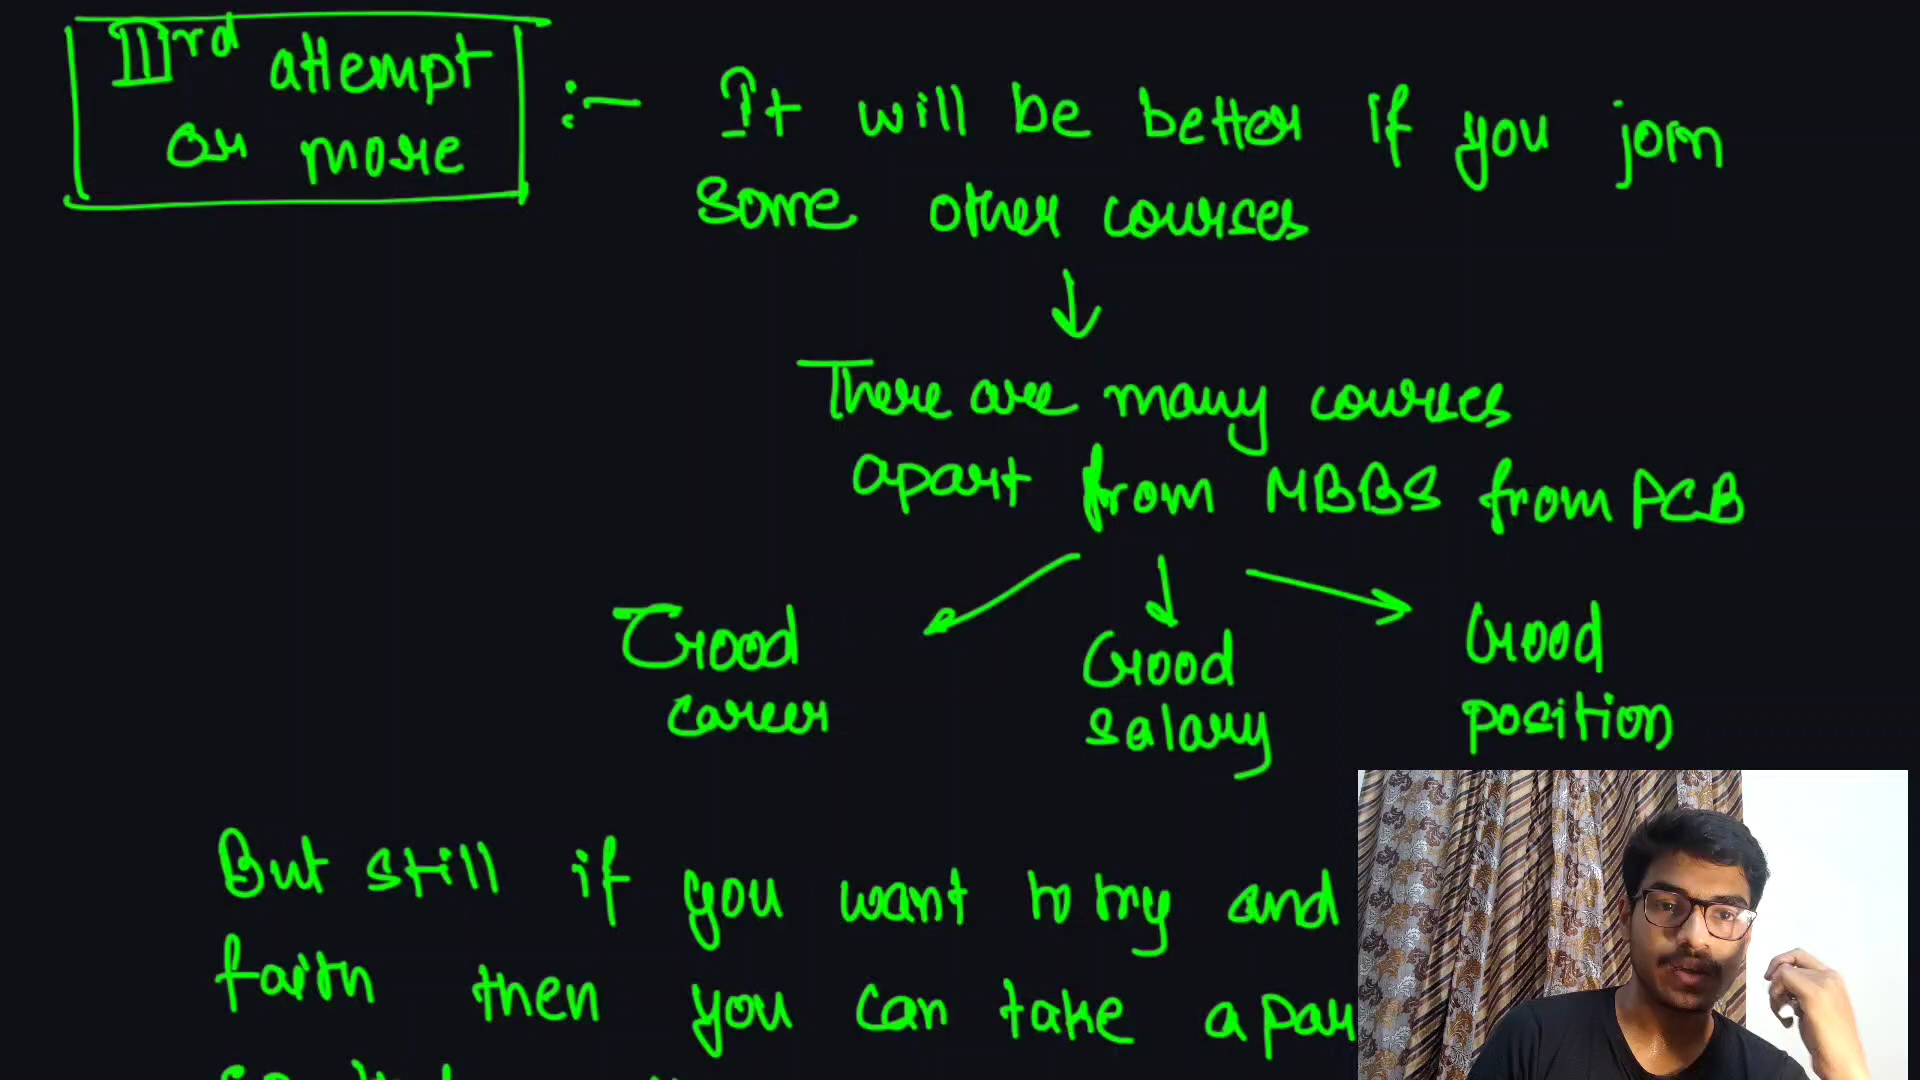 IIIrd attempt
or more
:- It will be better if you join
some other courses
There are many courses
apart from MBBS from PCB
Good
career
Good
salary
Good
position
But still if you want to try and
faith then you can take a